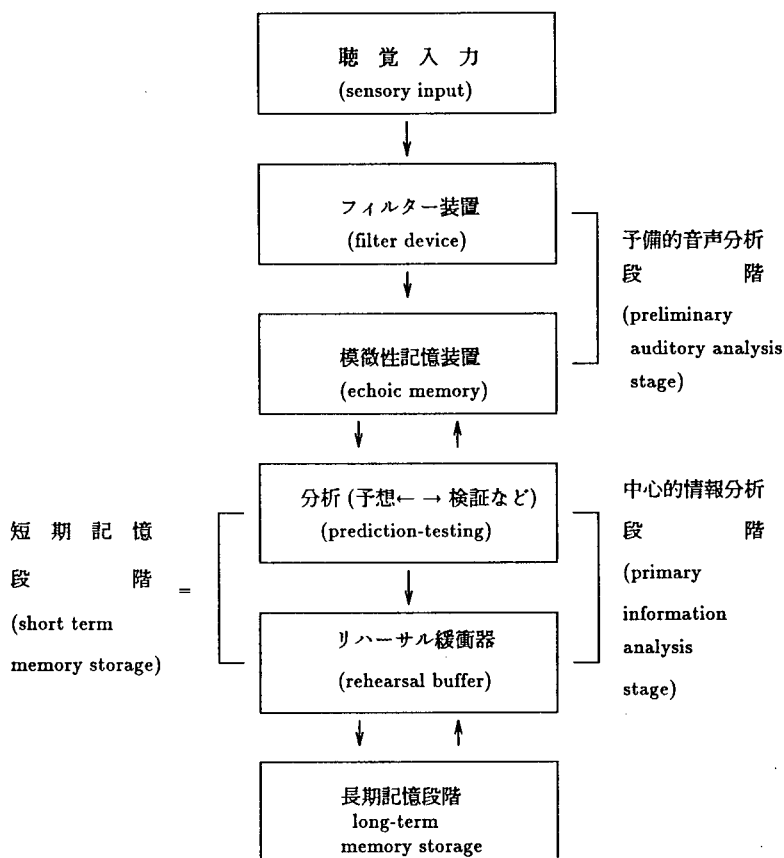 聴覚入力
(sensory input)
フィルター装置
(filter device)
予備的音声分析
段階
(preliminary
auditory analysis
stage)
模微性記憶装置
(echoic memory)
分析 (予想← → 検証など)
(prediction-testing)
中心的情報分析
段階
(primary
information
analysis
stage)
短期記憶
段階
(short term
memory storage)
=
リハーサル緩衝器
(rehearsal buffer)
長期記憶段階
long-term
memory storage